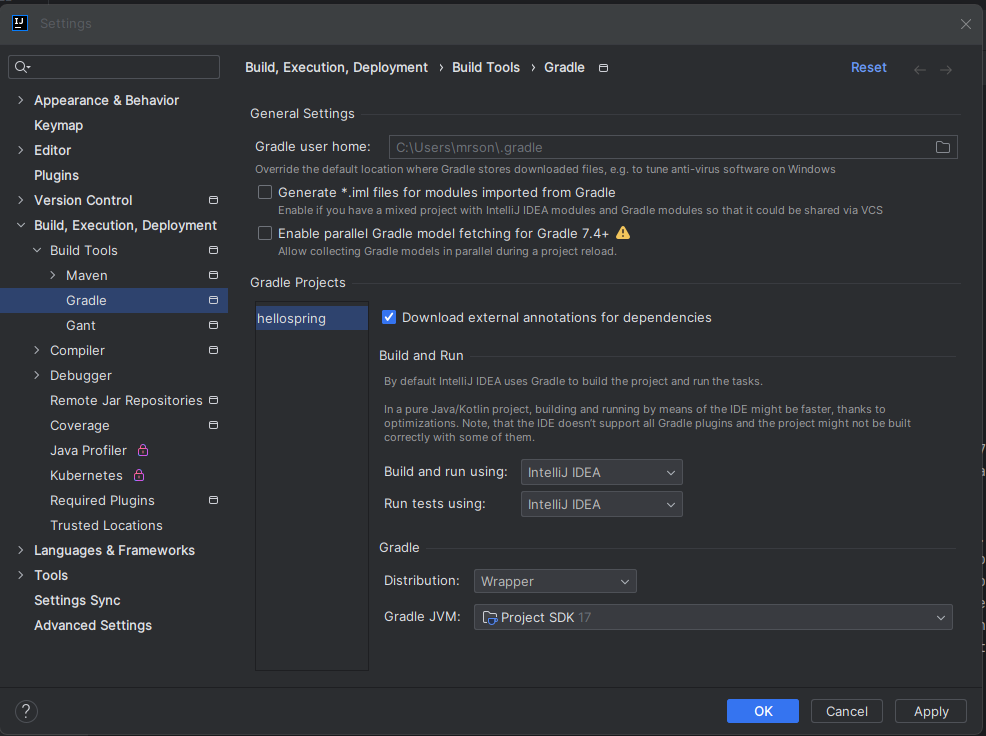 Settings
Build, Execution, Deployment › Build Tools › Gradle
Reset
Appearance & Behavior
Keymap
Editor
Plugins
Version Control
Build, Execution, Deployment
Build Tools
Maven
Gradle
Gant
Compiler
Debugger
Remote Jar Repositories
Coverage
Java Profiler
Kubernetes
Required Plugins
Trusted Locations
Languages & Frameworks
Tools
Settings Sync
Advanced Settings
General Settings
Gradle user home: C:\Users\mrson\.gradle
Override the default location where Gradle stores downloaded files, e.g. to tune anti-virus software on Windows
Generate *.iml files for modules imported from Gradle
Enable if you have a mixed project with IntelliJ IDEA modules and Gradle modules so that it could be shared via VCS
Enable parallel Gradle model fetching for Gradle 7.4+
Allow collecting Gradle models in parallel during a project reload.
Gradle Projects
hellospring
Download external annotations for dependencies
Build and Run
By default IntelliJ IDEA uses Gradle to build the project and run the tasks.
In a pure Java/Kotlin project, building and running by means of the IDE might be faster, thanks to
optimizations. Note, that the IDE doesn't support all Gradle plugins and the project might not be built
correctly with some of them.
Build and run using: IntelliJ IDEA
Run tests using: IntelliJ IDEA
Gradle
Distribution: Wrapper
Gradle JVM: Project SDK 17
?
OK
Cancel
Apply